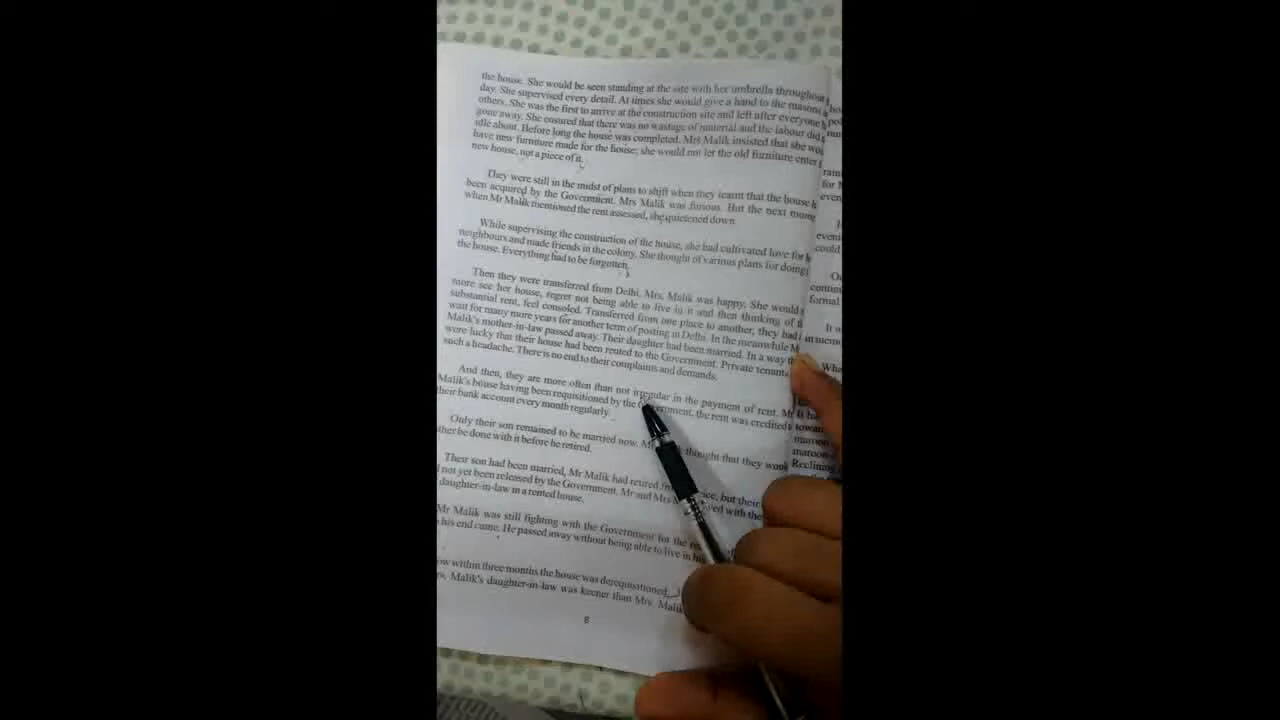 the house. She would be seen standing at the site with her umbrella throughout
day. She supervised every detail. At times she would give a hand to the masons
others. She was the first to arrive at the construction site and left after everyone
gone away. She ensured that there was no wastage of material and the labour did
idle about. Before long the house was completed. Mrs Malik insisted that she wou
have new furniture made for the house; she would not let the old furniture enter
new house, not a piece of it.
They were still in the midst of plans to shift when they learnt that the house h
been acquired by the Government. Mrs Malik was furious. But the next mome
when Mr Malik mentioned the rent assessed, she quietened down.
While supervising the construction of the house, she had cultivated love for
neighbours and made friends in the colony. She thought of various plans for doing
the house. Everything had to be forgotten.
Then they were transferred from Delhi. Mrs. Malik was happy. She would
more see her house, regret not being able to live in it and then thinking of
substantial rent, feel consoled. Transferred from one place to another, they had
wait for many more years for another term of posting in Delhi. In the meanwhile M
Malik's mother-in-law passed away. Their daughter had been married. In a way th
were lucky that their house had been rented to the Government. Private tenants
such a headache. There is no end to their complaints and demands.
And then, they are more often than not irregular in the payment of rent. M
Malik's house having been requisitioned by the Government, the rent was credited
their bank account every month regularly.
Only their son remained to be married now. thought that they wou
ther be done with it before he retired.
Their son had been married, Mr Malik had retired but their
not yet been released by the Government. Mr and Mrs with the
daughter-in-law in a rented house.
Mr Malik was still fighting with the Government for the
his end came. He passed away without being able to live in
ow within three months the house was derequisitioned.
Malik's daughter-in-law was keener than Mrs. Malik
8